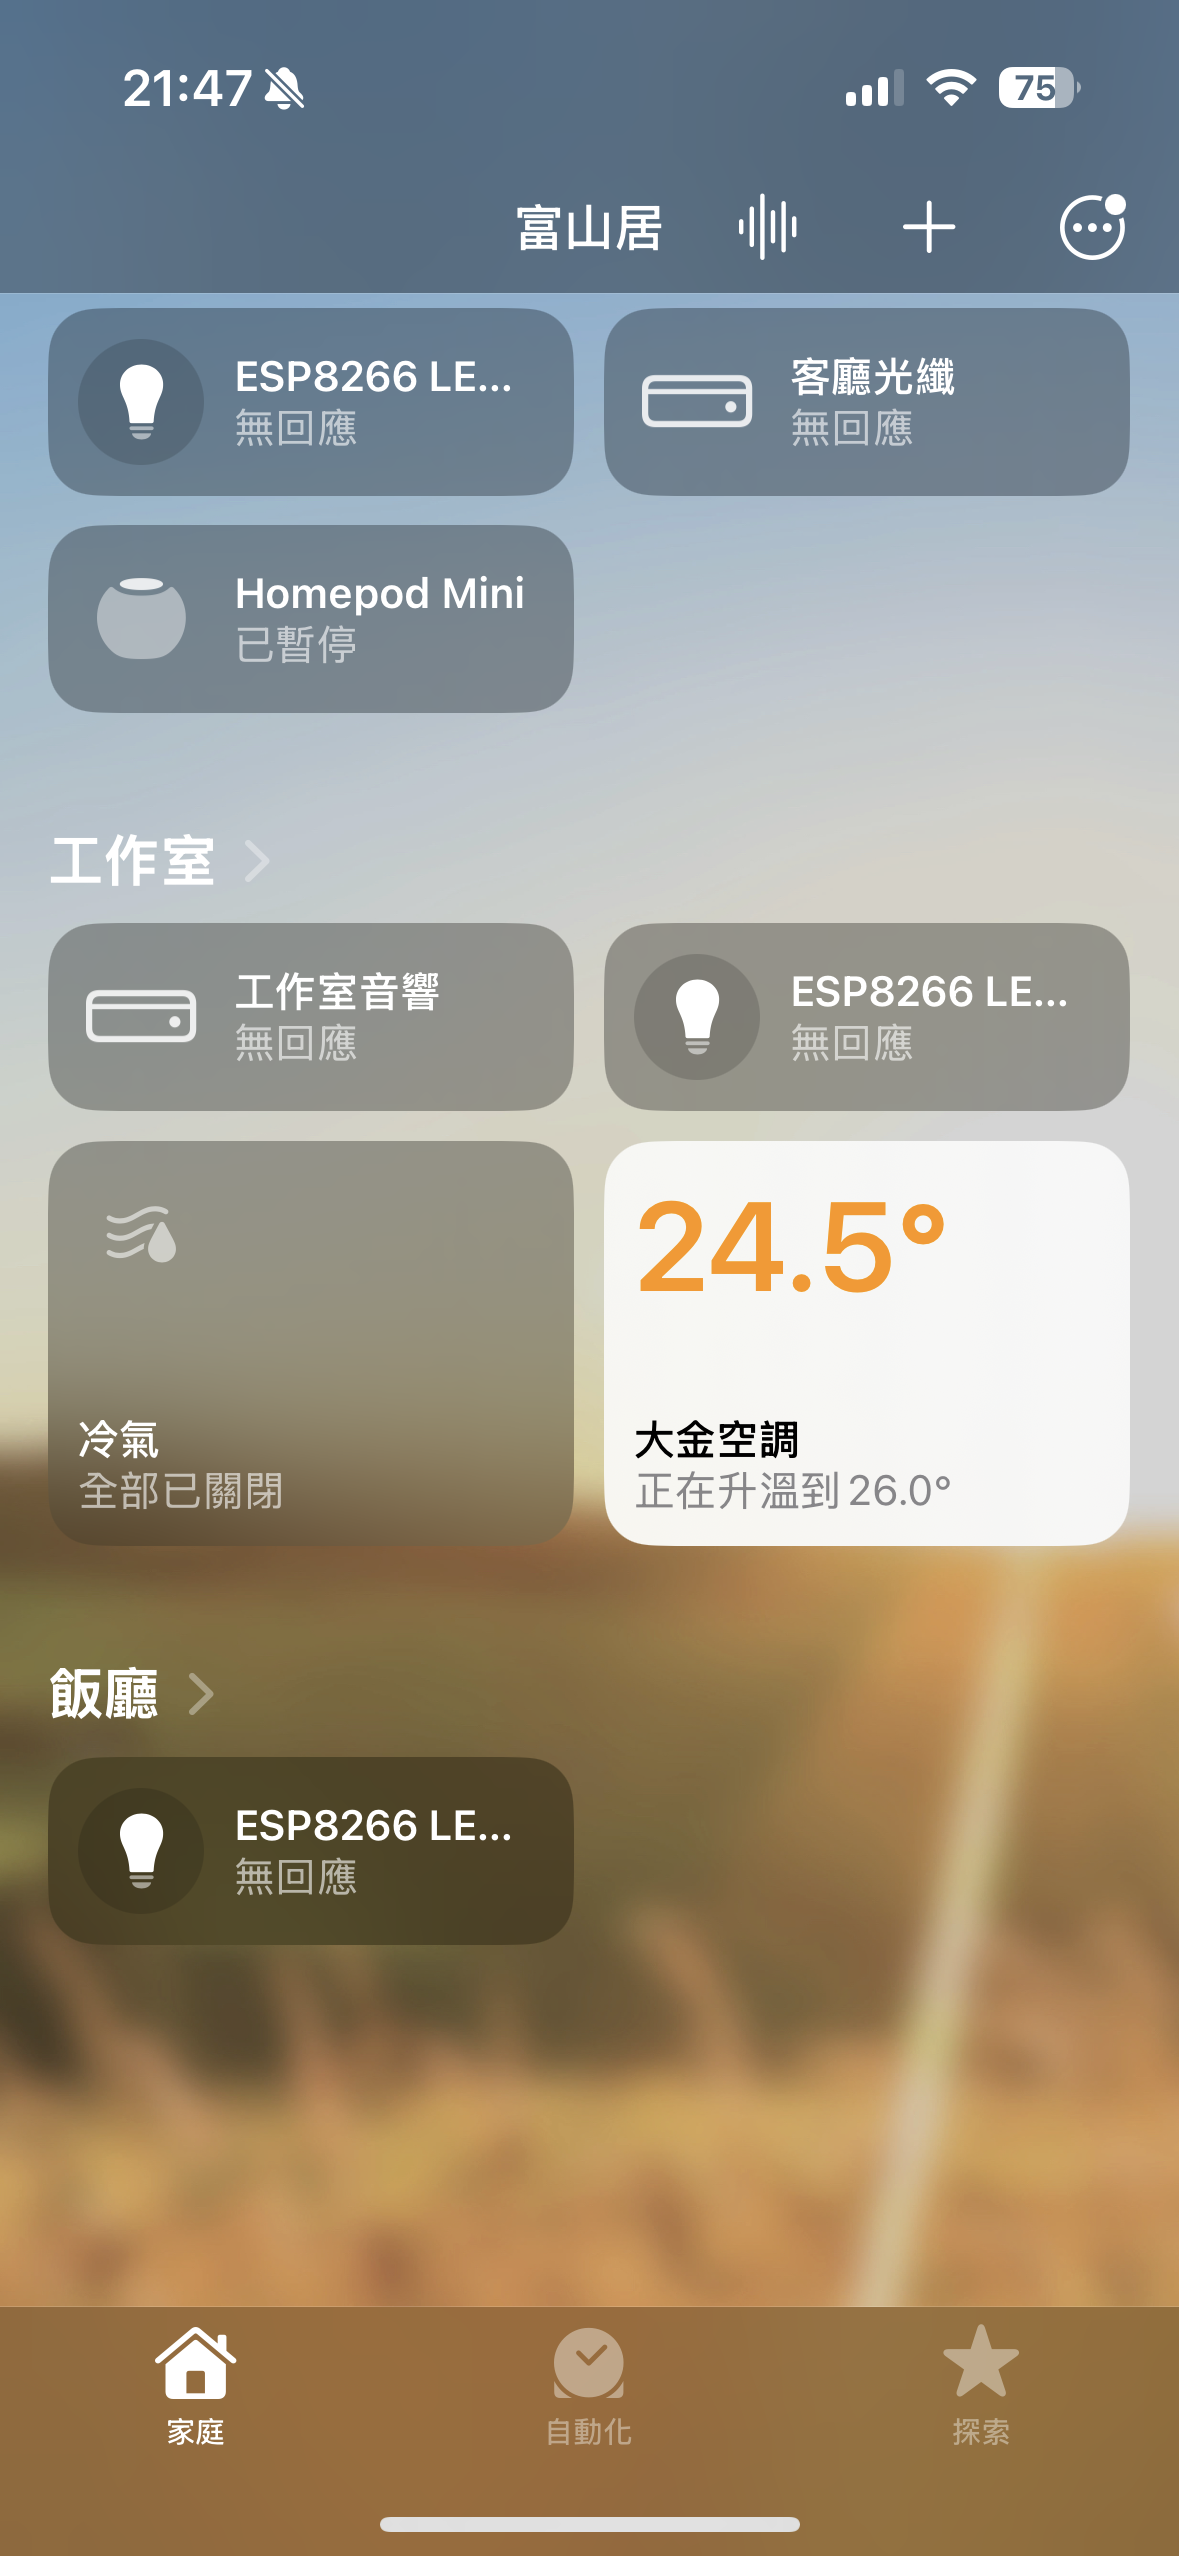 21:47
75
富山居
ESP8266 LE...
無回應
客廳光纖
無回應
Homepod Mini
已暫停
工作室
工作室音響
無回應
ESP8266 LE...
無回應
冷氣
全部已關閉
24.5°
大金空調
正在升溫到 26.0°
飯廳
ESP8266 LE...
無回應
家庭
自動化
探索